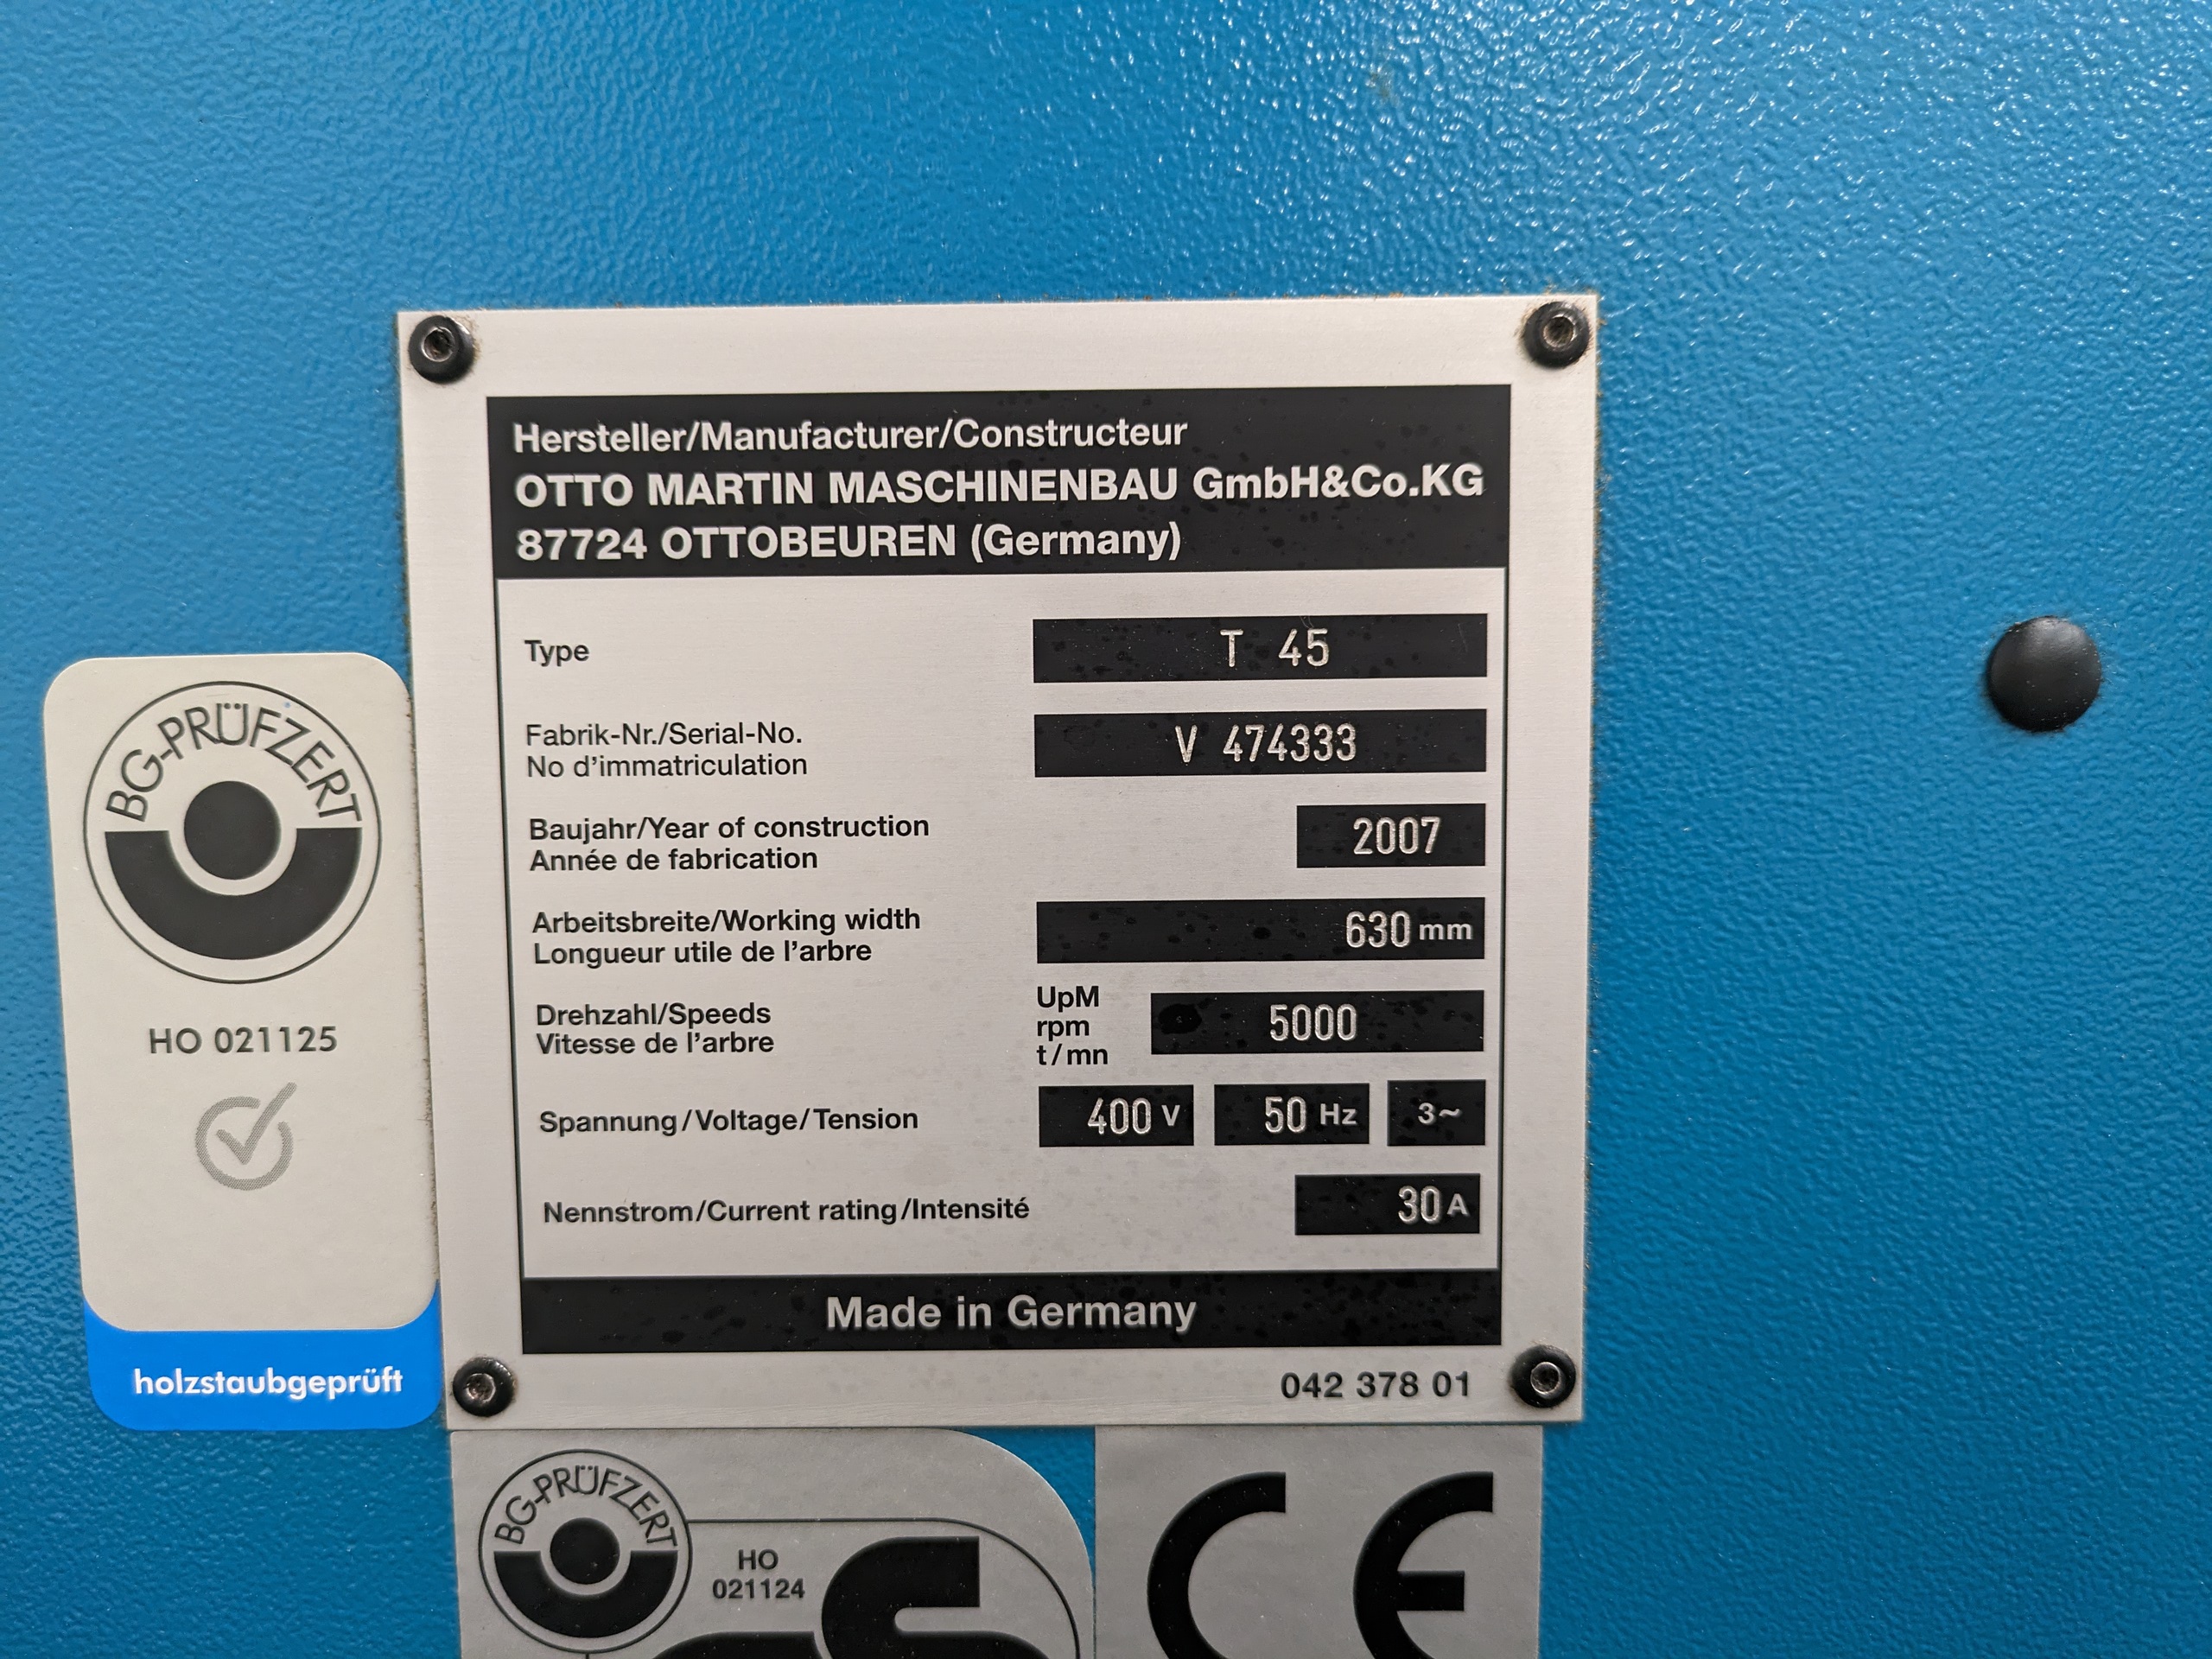 Hersteller/Manufacturer/Constructeur
OTTO MARTIN MASCHINENBAU GmbH&Co.KG
87724 OTTOBEUREN (Germany)
Type T 45
Fabrik-Nr./Serial-No.
No d'immatriculation
V 474333
Baujahr/Year of construction
Année de fabrication
2007
Arbeitsbreite/Working width
Longueur utile de l'arbre
630 mm
Drehzahl/Speeds
Vitesse de l'arbre
UpM
rpm
t/mn
5000
Spannung/Voltage/Tension 400 V 50 Hz 3~
Nennstrom/Current rating/Intensité 30 A
Made in Germany
042 378 01
BG-PRÜFZERT
HO 021125
holzstaubgeprüft
BG-PRÜFZERT
HO
021124
GS
CE